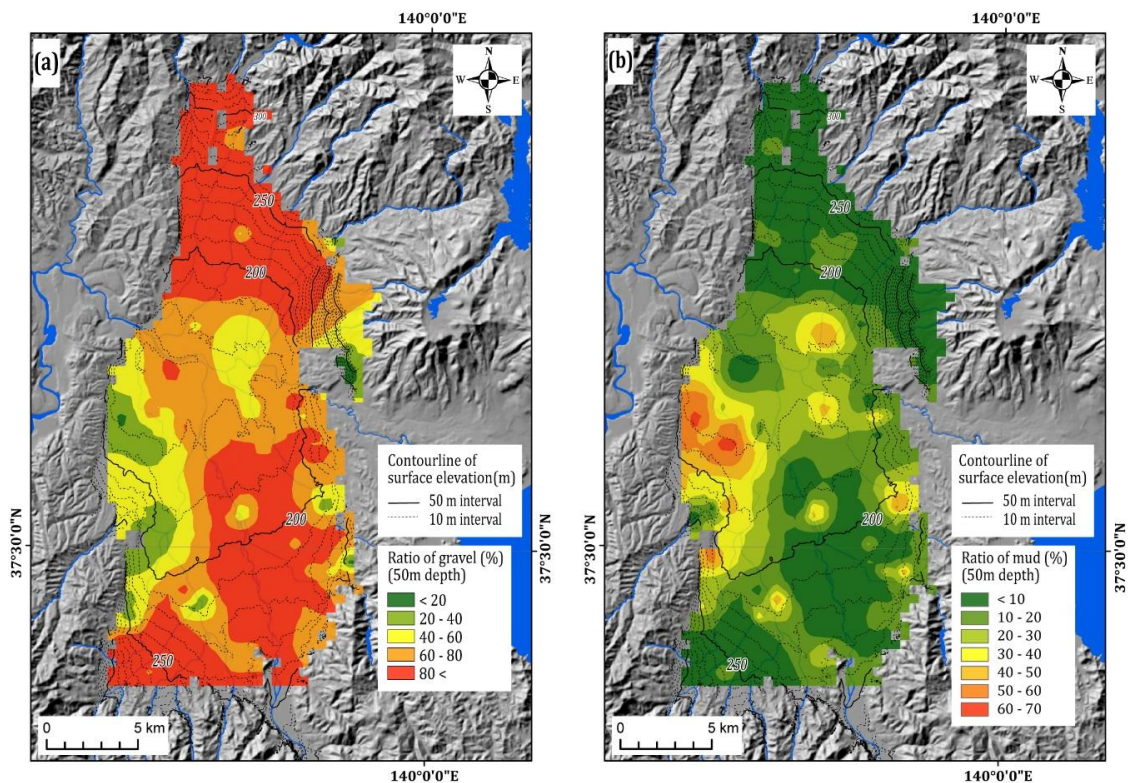 140°0'0"E
140°0'0"E
(a)
N
W E
S
300
250
200
200
250
Contourline of
surface elevation(m)
50 m interval
10 m interval
Ratio of gravel (%)
(50m depth)
< 20
20 - 40
40 - 60
60 - 80
80 <
0 5 km
37°30'0"N
140°0'0"E
(b)
N
W E
S
300
250
200
200
250
Contourline of
surface elevation(m)
50 m interval
10 m interval
Ratio of mud (%)
(50m depth)
< 10
10 - 20
20 - 30
30 - 40
40 - 50
50 - 60
60 - 70
0 5 km
37°30'0"N
37°30'0"N
140°0'0"E